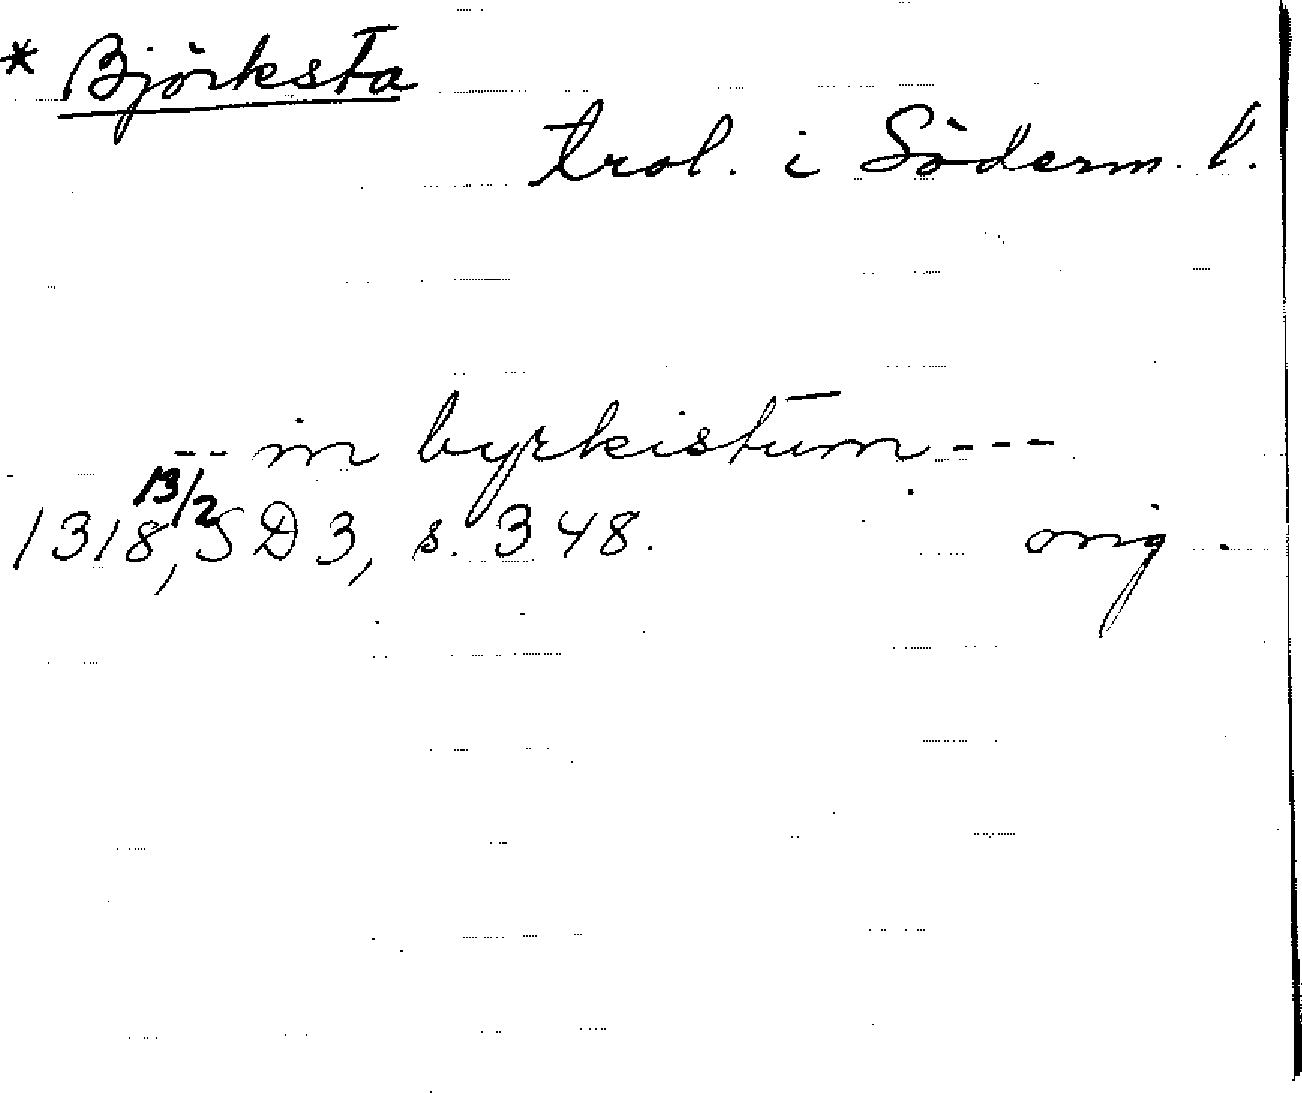 * Björksta
trol. i Söderm. l.
-- in byrkistum ---
1318 13/2, SD 3, s. 348. orig.